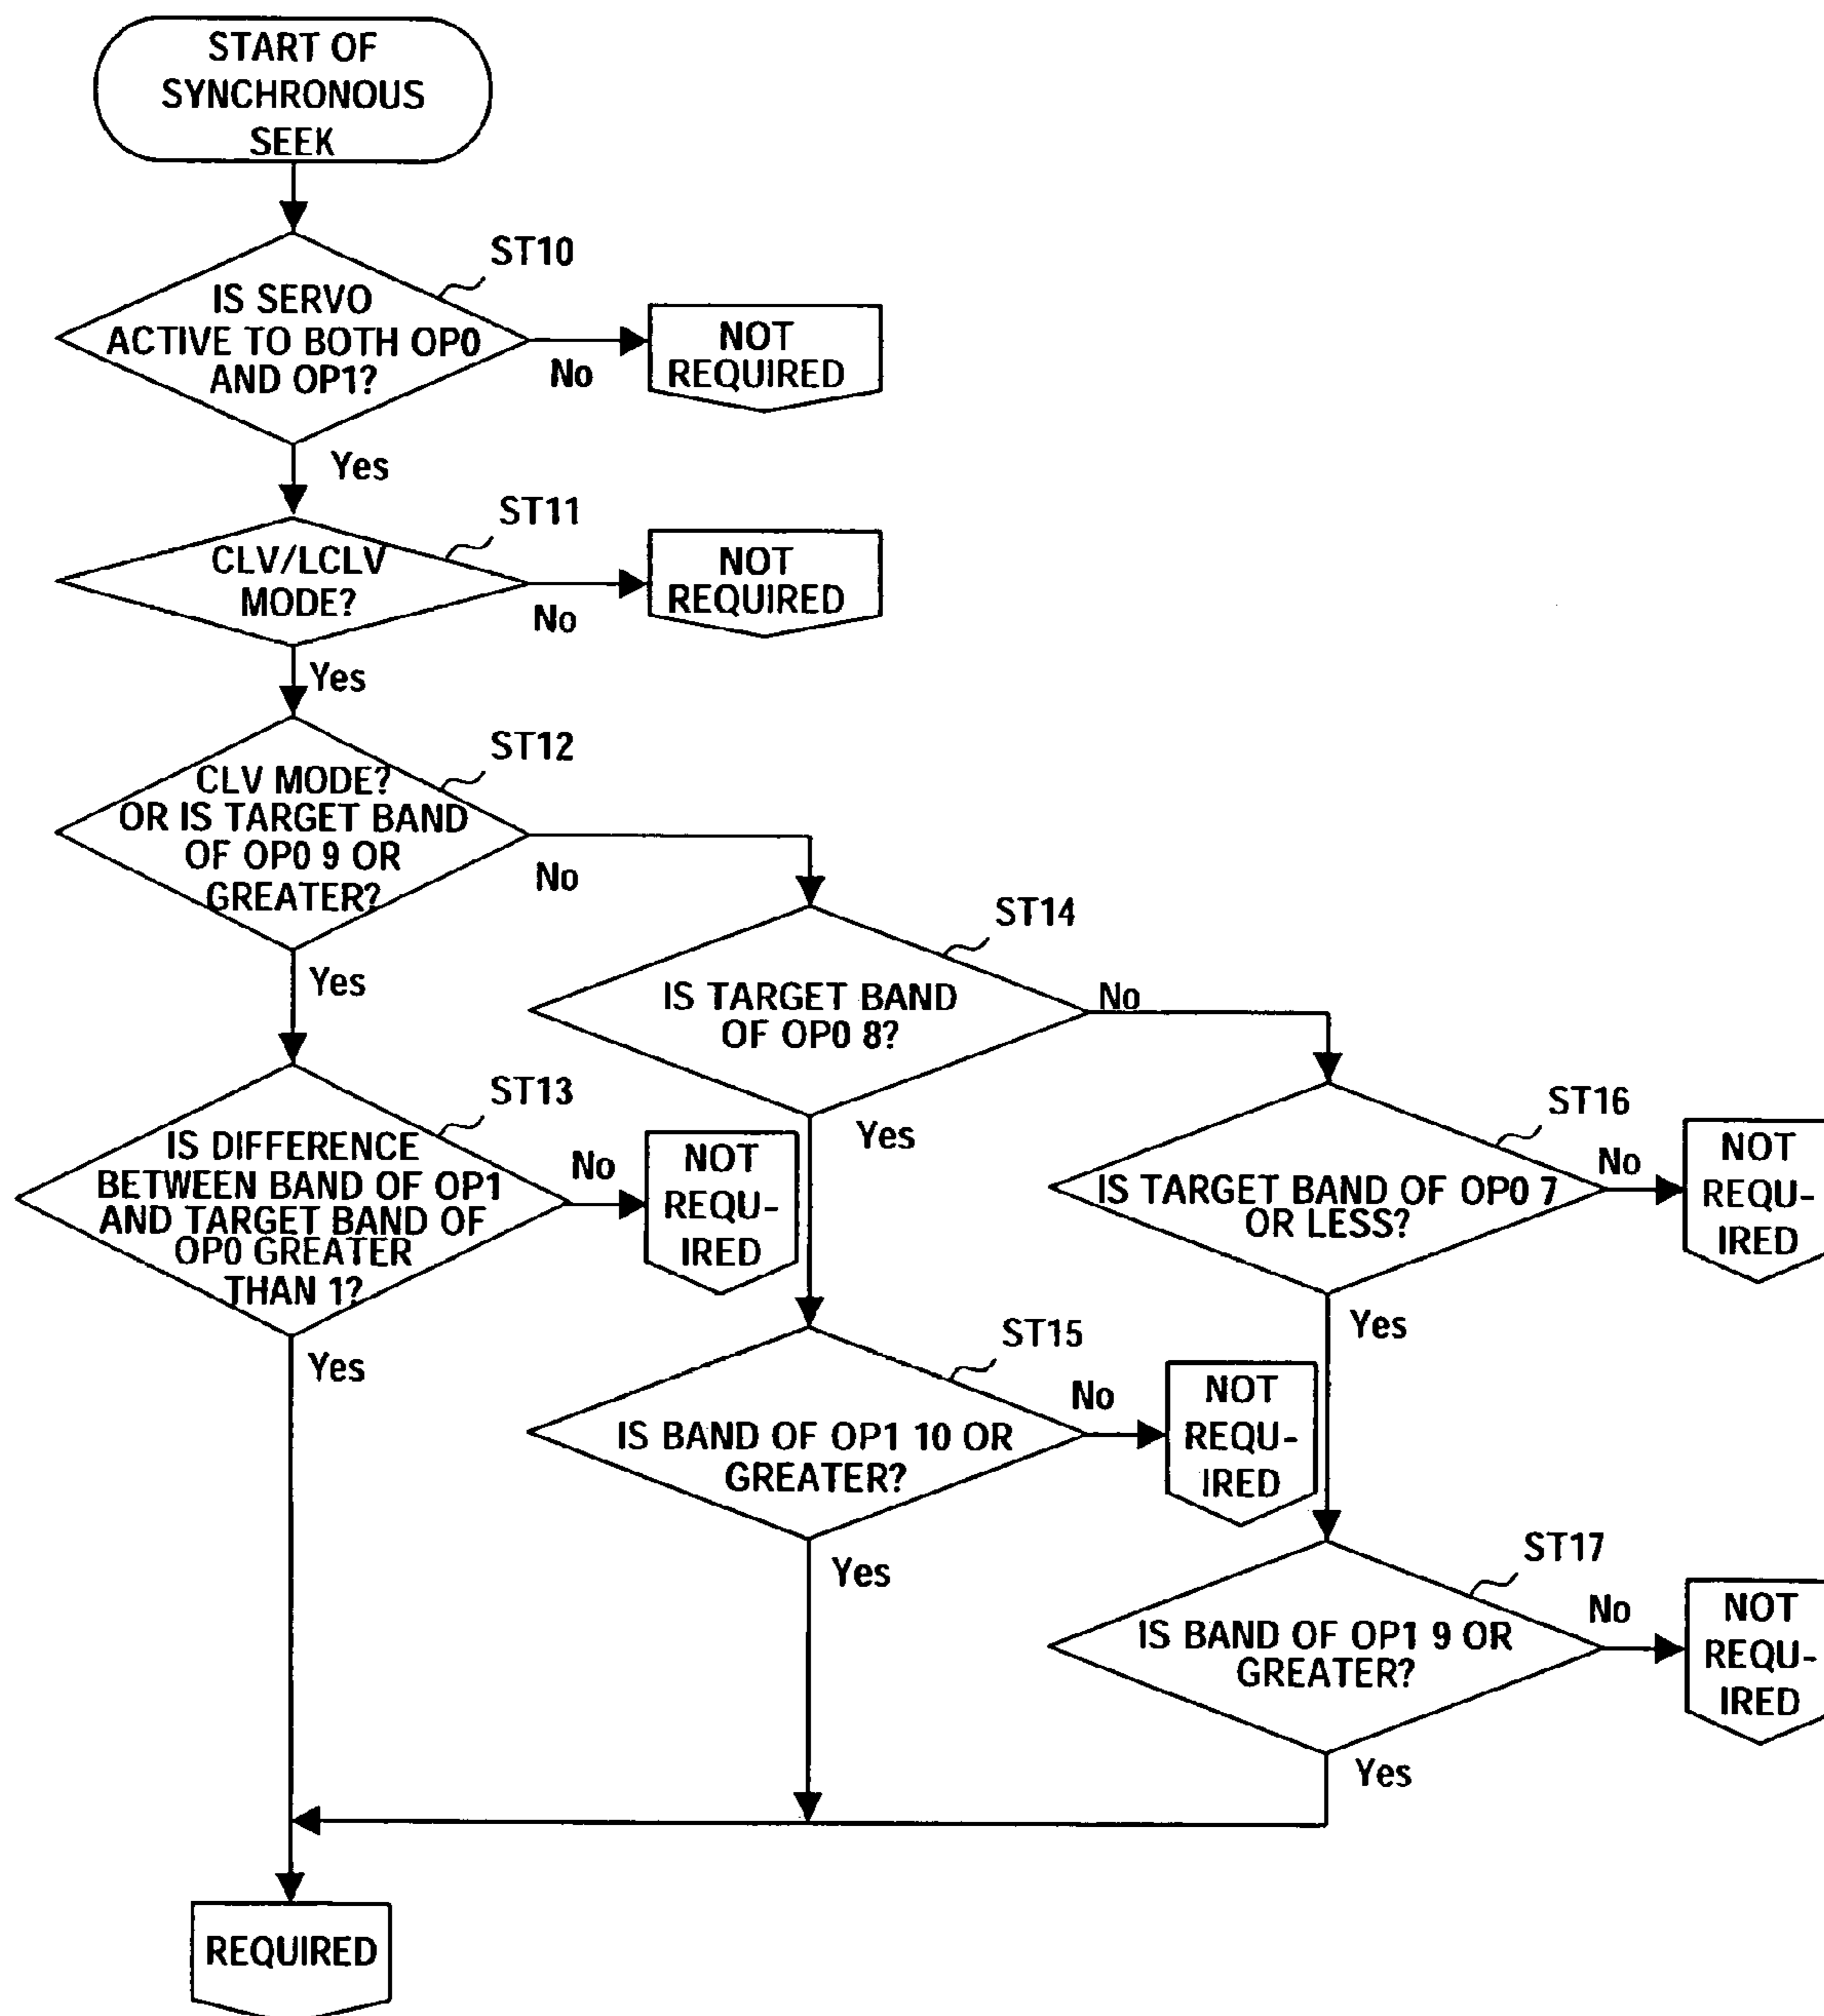 START OF
SYNCHRONOUS
SEEK
ST10
IS SERVO
ACTIVE TO BOTH OP0
AND OP1?
No
NOT
REQUIRED
Yes
ST11
CLV/LCLV
MODE?
No
NOT
REQUIRED
Yes
ST12
CLV MODE?
OR IS TARGET BAND
OF OP0 9 OR
GREATER?
No
Yes
ST14
IS TARGET BAND
OF OP0 8?
No
Yes
ST13
IS DIFFERENCE
BETWEEN BAND OF OP1
AND TARGET BAND OF
OP0 GREATER
THAN 1?
No
NOT
REQU-
IRED
Yes
ST16
IS TARGET BAND OF OP0 7
OR LESS?
No
NOT
REQU-
IRED
Yes
ST15
IS BAND OF OP1 10 OR
GREATER?
No
NOT
REQU-
IRED
Yes
ST17
IS BAND OF OP1 9 OR
GREATER?
No
NOT
REQU-
IRED
Yes
REQUIRED